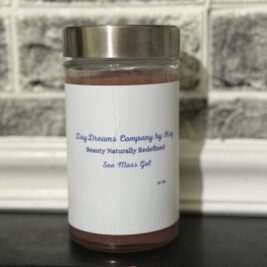 DayDreams Company by Kay
Beauty Naturally Redefined
Sea Moss Gel